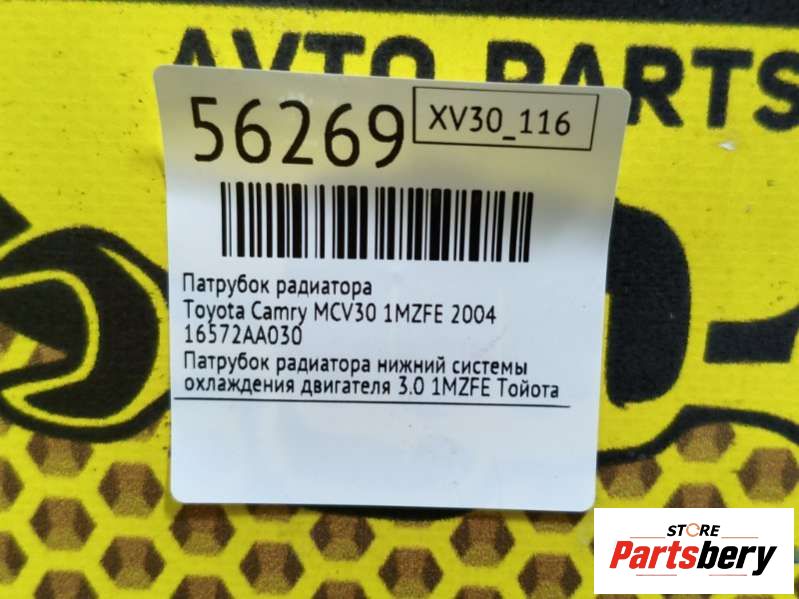 AVTO PARTS
56269
XV30_116
Патрубок радиатора
Toyota Camry MCV30 1MZFE 2004
16572AA030
Патрубок радиатора нижний системы
охлаждения двигателя 3.0 1MZFE Тойота
STORE
Partsbery